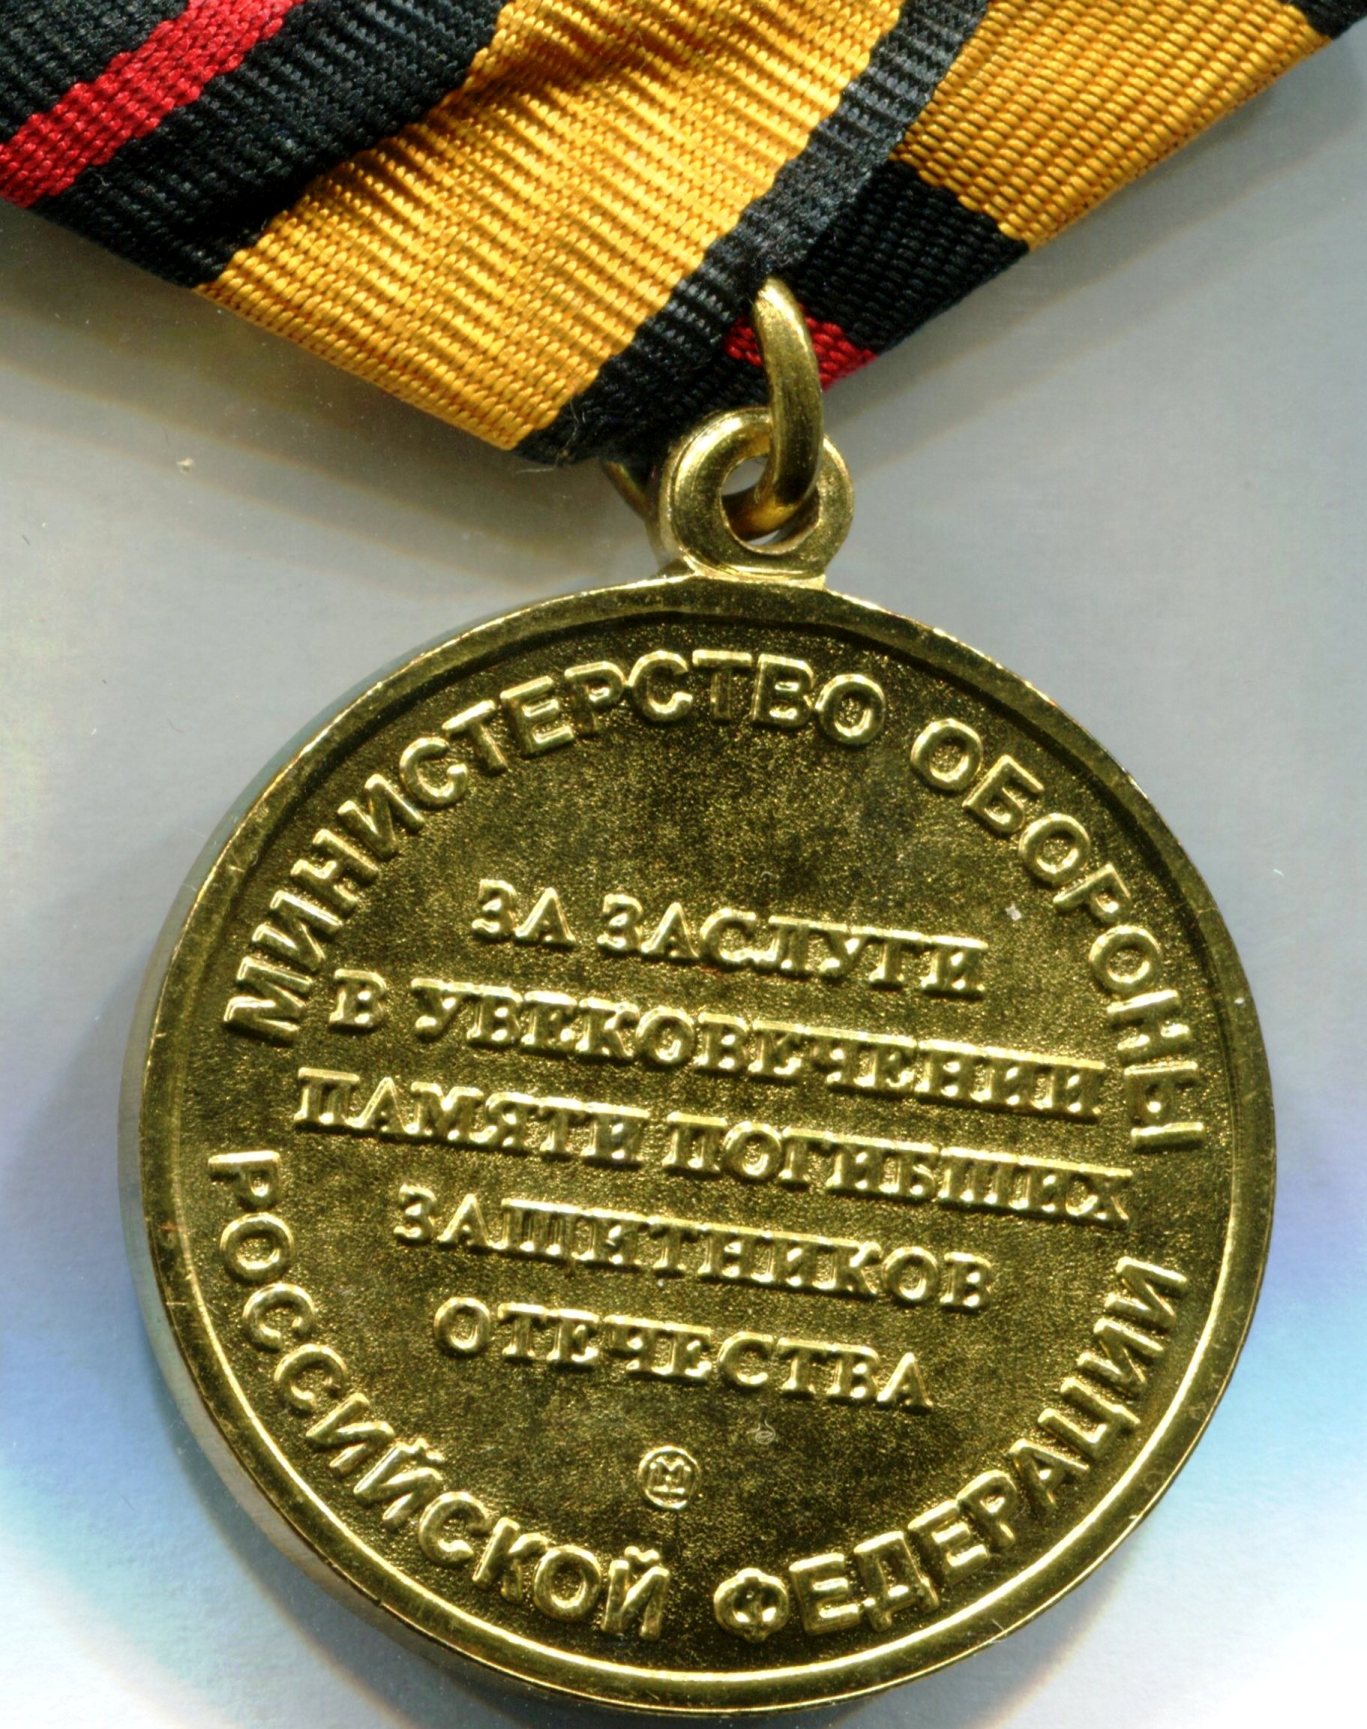 МИНИСТЕРСТВО ОБОРОНЫ
ЗА ЗАСЛУГИ
В УВЕКОВЕЧЕНИИ
ПАМЯТИ ПОГИБШИХ
ЗАЩИТНИКОВ
ОТЕЧЕСТВА
М
РОССИЙСКОЙ ФЕДЕРАЦИИ